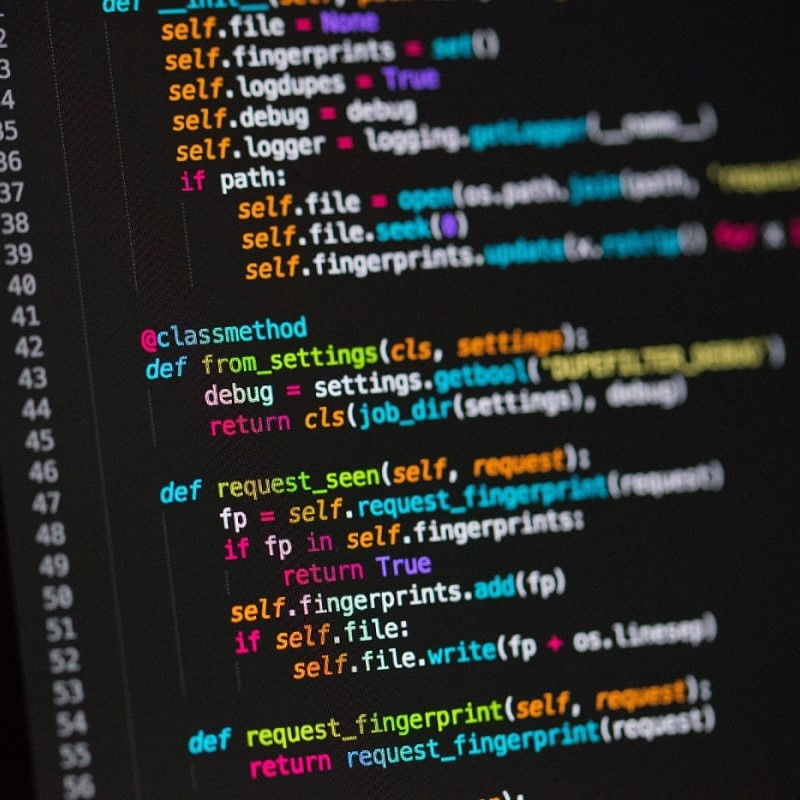 def __init__(self,
2 self.file = None
3 self.fingerprints = set()
4 self.logdupes = True
35 self.debug = debug
36 self.logger = logging.getLogger(__name__)
37 if path:
38 self.file = open(os.path.join(path, 'request
39 self.file.seek(0)
40 self.fingerprints.update(x.rstrip() for x i
41
42 @classmethod
43 def from_settings(cls, settings):
44 debug = settings.getbool("DUPEFILTER_DEBUG")
45 return cls(job_dir(settings), debug)
46
47 def request_seen(self, request):
48 fp = self.request_fingerprint(request)
49 if fp in self.fingerprints:
50 return True
51 self.fingerprints.add(fp)
52 if self.file:
53 self.file.write(fp + os.linesep)
54
55 def request_fingerprint(self, request):
56 return request_fingerprint(request)